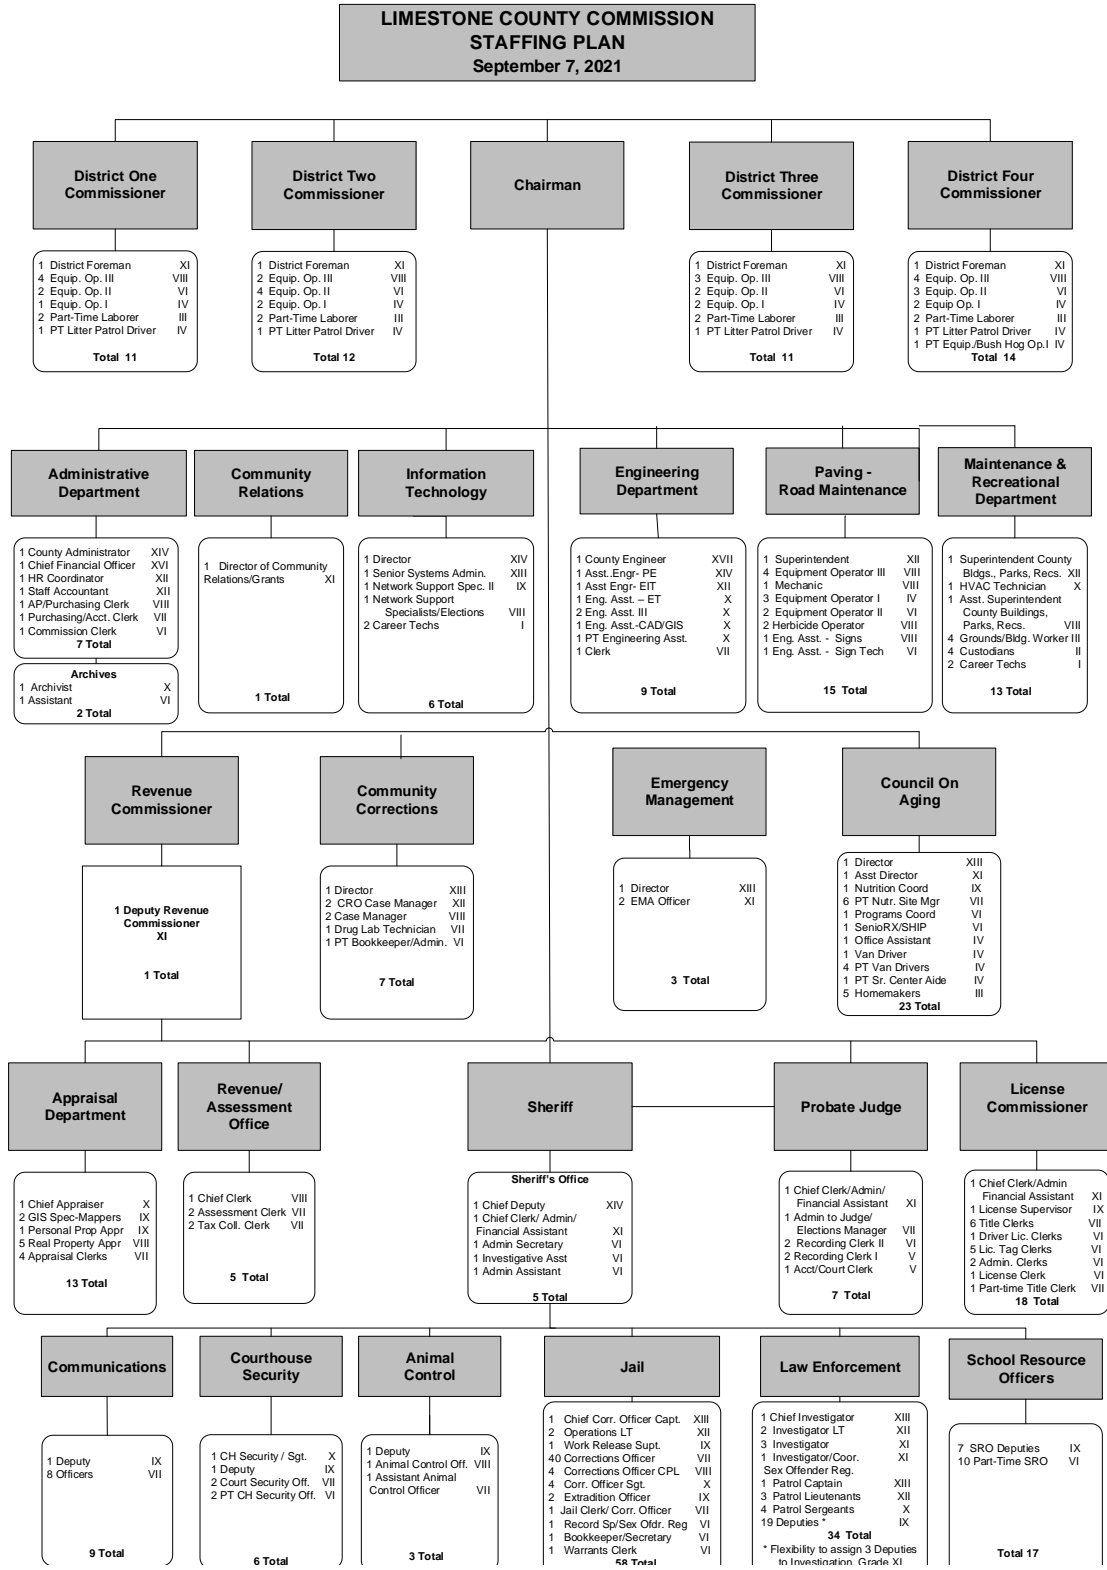 LIMESTONE COUNTY COMMISSION
STAFFING PLAN
September 7, 2021
District One
Commissioner
District Two
Commissioner
Chairman
District Three
Commissioner
District Four
Commissioner
1 District Foreman XI
4 Equip. Op. III VIII
2 Equip. Op. II VI
1 Equip. Op. I IV
2 Part-Time Laborer III
1 PT Litter Patrol Driver IV
Total 11
1 District Foreman XI
2 Equip. Op. III VIII
4 Equip. Op. II VI
2 Equip. Op. I IV
2 Part-Time Laborer III
1 PT Litter Patrol Driver IV
Total 12
1 District Foreman XI
3 Equip. Op. III VIII
2 Equip. Op. II VI
2 Equip. Op. I IV
2 Part-Time Laborer III
1 PT Litter Patrol Driver IV
Total 11
1 District Foreman XI
4 Equip. Op. III VIII
3 Equip. Op. II VI
2 Equip Op. I IV
2 Part-Time Laborer III
1 PT Litter Patrol Driver IV
1 PT Equip./Bush Hog Op.I IV
Total 14
Administrative
Department
Community
Relations
Information
Technology
Engineering
Department
Paving -
Road Maintenance
Maintenance &
Recreational
Department
1 County Administrator XIV
1 Chief Financial Officer XVI
1 HR Coordinator XII
1 Staff Accountant XII
1 AP/Purchasing Clerk VIII
1 Purchasing/Acct. Clerk VII
1 Commission Clerk VI
7 Total
Archives
1 Archivist X
1 Assistant VI
2 Total
1 Director of Community
Relations/Grants XI
1 Total
1 Director XIV
1 Senior Systems Admin. XIII
1 Network Support Spec. II IX
1 Network Support
Specialists/Elections VIII
2 Career Techs I
6 Total
1 County Engineer XVII
1 Asst..Engr- PE XIV
1 Asst Engr- EIT XII
1 Eng. Asst. – ET X
2 Eng. Asst. III X
1 Eng. Asst.-CAD/GIS X
1 PT Engineering Asst. X
1 Clerk VII
9 Total
1 Superintendent XII
4 Equipment Operator III VIII
1 Mechanic VIII
3 Equipment Operator I IV
2 Equipment Operator II VI
2 Herbicide Operator VIII
1 Eng. Asst. - Signs VIII
1 Eng. Asst. - Sign Tech VI
15 Total
1 Superintendent County
Bldgs., Parks, Recs. XII
1 HVAC Technician X
1 Asst. Superintendent
County Buildings,
Parks, Recs. VIII
4 Grounds/Bldg. Worker III
4 Custodians II
2 Career Techs I
13 Total
Revenue
Commissioner
Community
Corrections
Emergency
Management
Council On
Aging
1 Deputy Revenue
Commissioner
XI
1 Total
1 Director XIII
2 CRO Case Manager XII
2 Case Manager VIII
1 Drug Lab Technician VII
1 PT Bookkeeper/Admin. VI
7 Total
1 Director XIII
2 EMA Officer XI
3 Total
1 Director XIII
1 Asst Director XI
1 Nutrition Coord IX
6 PT Nutr. Site Mgr VII
1 Programs Coord VI
1 SenioRX/SHIP VI
1 Office Assistant IV
1 Van Driver IV
4 PT Van Drivers IV
1 PT Sr. Center Aide IV
5 Homemakers III
23 Total
Appraisal
Department
Revenue/
Assessment
Office
Sheriff
Probate Judge
License
Commissioner
1 Chief Appraiser X
2 GIS Spec-Mappers IX
1 Personal Prop Appr IX
5 Real Property Appr VIII
4 Appraisal Clerks VII
13 Total
1 Chief Clerk VIII
2 Assessment Clerk VII
2 Tax Coll. Clerk VII
5 Total
Sheriff's Office
1 Chief Deputy XIV
1 Chief Clerk/ Admin/
Financial Assistant XI
1 Admin Secretary VI
1 Investigative Asst VI
1 Admin Assistant VI
5 Total
1 Chief Clerk/Admin/
Financial Assistant XI
1 Admin to Judge/
Elections Manager VII
2 Recording Clerk II VI
2 Recording Clerk I V
1 Acct/Court Clerk V
7 Total
1 Chief Clerk/Admin
Financial Assistant XI
1 License Supervisor IX
6 Title Clerks VII
1 Driver Lic. Clerks VI
5 Lic. Tag Clerks VI
2 Admin. Clerks VI
1 License Clerk VI
1 Part-time Title Clerk VII
18 Total
Communications
Courthouse
Security
Animal
Control
Jail
Law Enforcement
School Resource
Officers
1 Deputy IX
8 Officers VII
9 Total
1 CH Security / Sgt. X
1 Deputy IX
2 Court Security Off. VII
2 PT CH Security Off. VI
6 Total
1 Deputy IX
1 Animal Control Off. VIII
1 Assistant Animal
Control Officer VII
3 Total
1 Chief Corr. Officer Capt. XIII
2 Operations LT XII
1 Work Release Supt. IX
40 Corrections Officer VII
4 Corrections Officer CPL VIII
4 Corr. Officer Sgt. X
2 Extradition Officer IX
1 Jail Clerk/ Corr. Officer VII
1 Record Sp/Sex Ofdr. Reg VI
1 Bookkeeper/Secretary VI
1 Warrants Clerk VI
58 Total
1 Chief Investigator XIII
2 Investigator LT XII
3 Investigator XI
1 Investigator/Coor. XI
Sex Offender Reg.
1 Patrol Captain XIII
3 Patrol Lieutenants XII
4 Patrol Sergeants X
19 Deputies * IX
34 Total
* Flexibility to assign 3 Deputies
to Investigation, Grade XI
7 SRO Deputies IX
10 Part-Time SRO VI
Total 17